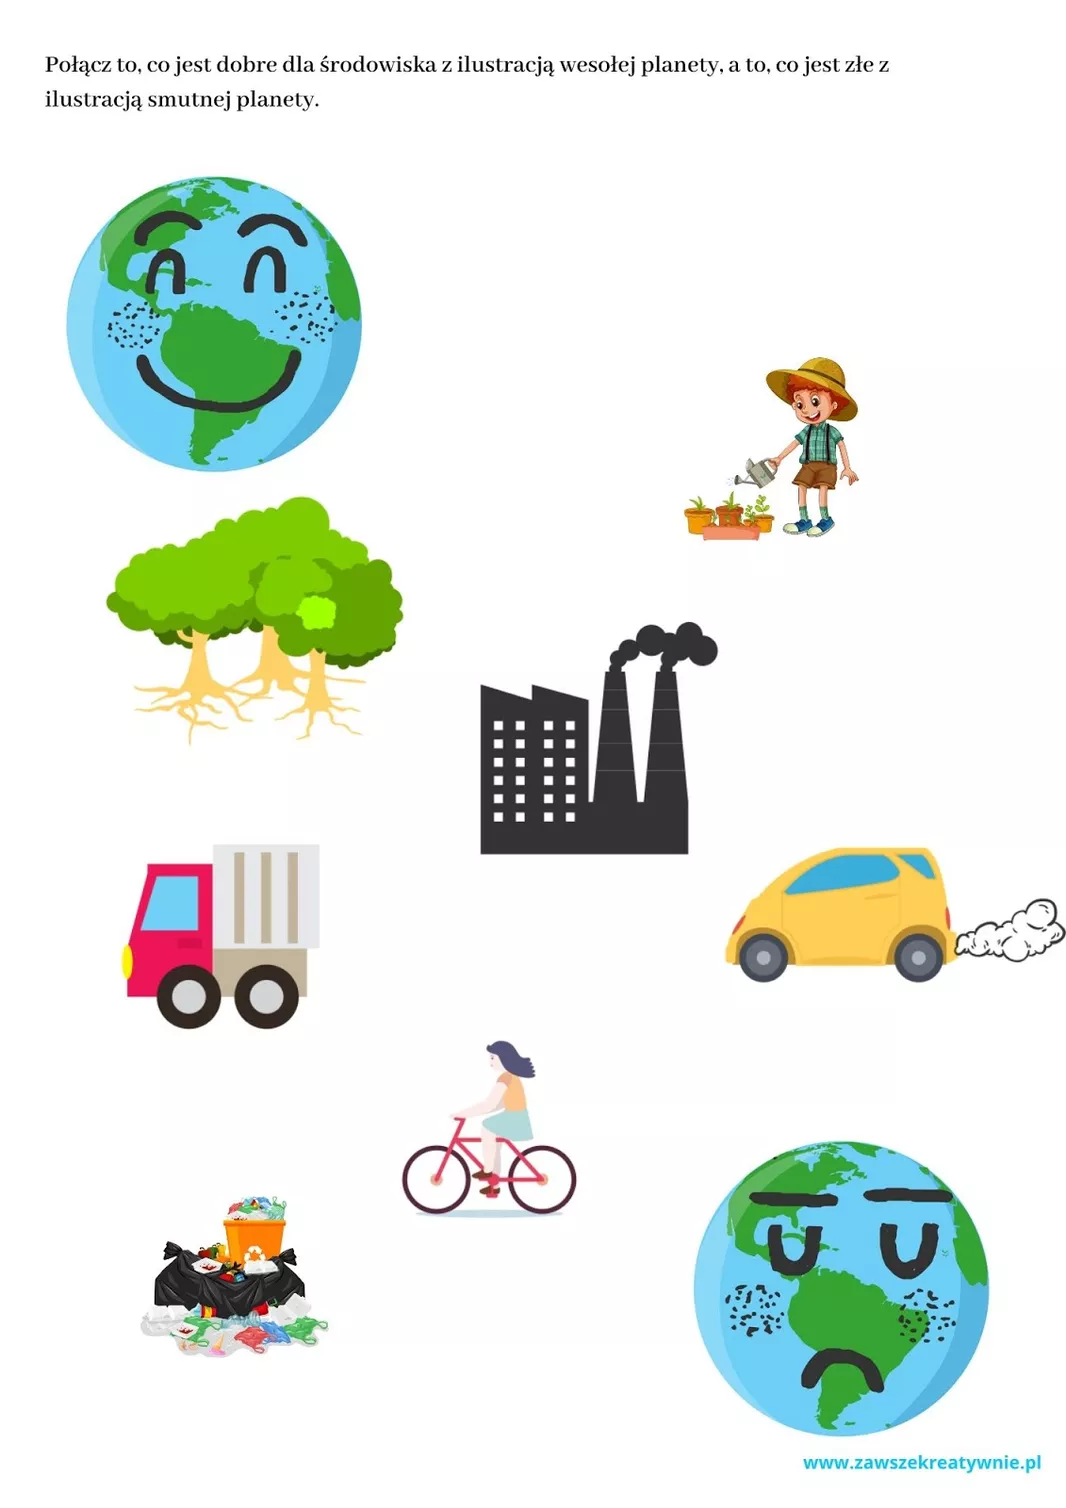 Połącz to, co jest dobre dla środowiska z ilustracją wesołej planety, a to, co jest złe z
ilustracją smutnej planety.
www.zawszekreatywnie.pl